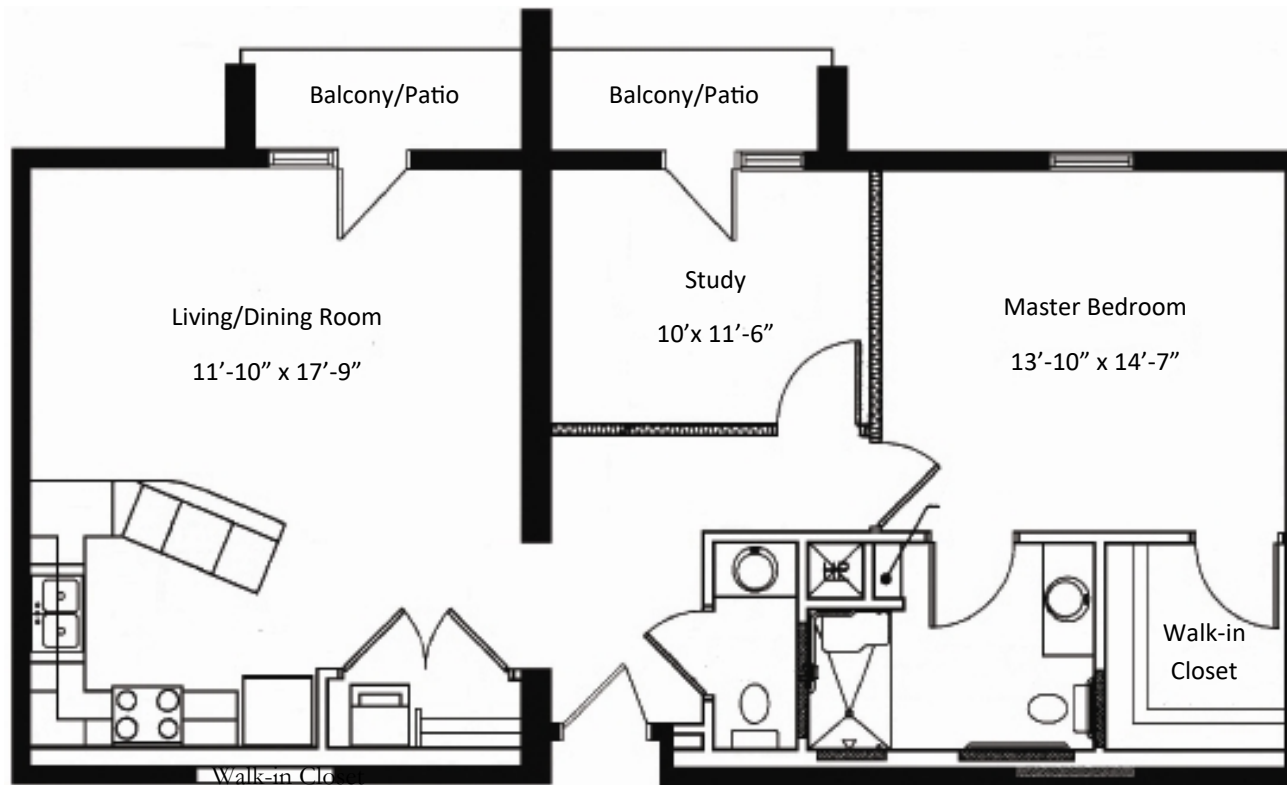 Balcony/Patio
Balcony/Patio
Living/Dining Room
11’-10” x 17’-9”
Study
10’x 11’-6”
Master Bedroom
13’-10” x 14’-7”
Walk-in
Closet
Walk-in Closet